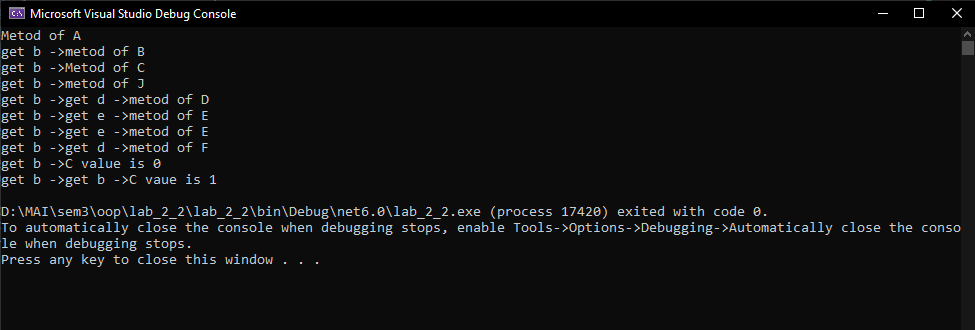 Microsoft Visual Studio Debug Console
Metod of A
get b ->metod of B
get b ->Metod of C
get b ->metod of J
get b ->get d ->metod of D
get b ->get e ->metod of E
get b ->get e ->metod of E
get b ->get d ->metod of F
get b ->C value is 0
get b ->get b ->C vaue is 1
D:\MAI\sem3\oop\lab_2_2\lab_2_2\bin\Debug\net6.0\lab_2_2.exe (process 17420) exited with code 0.
To automatically close the console when debugging stops, enable Tools->Options->Debugging->Automatically close the conso
le when debugging stops.
Press any key to close this window . . .